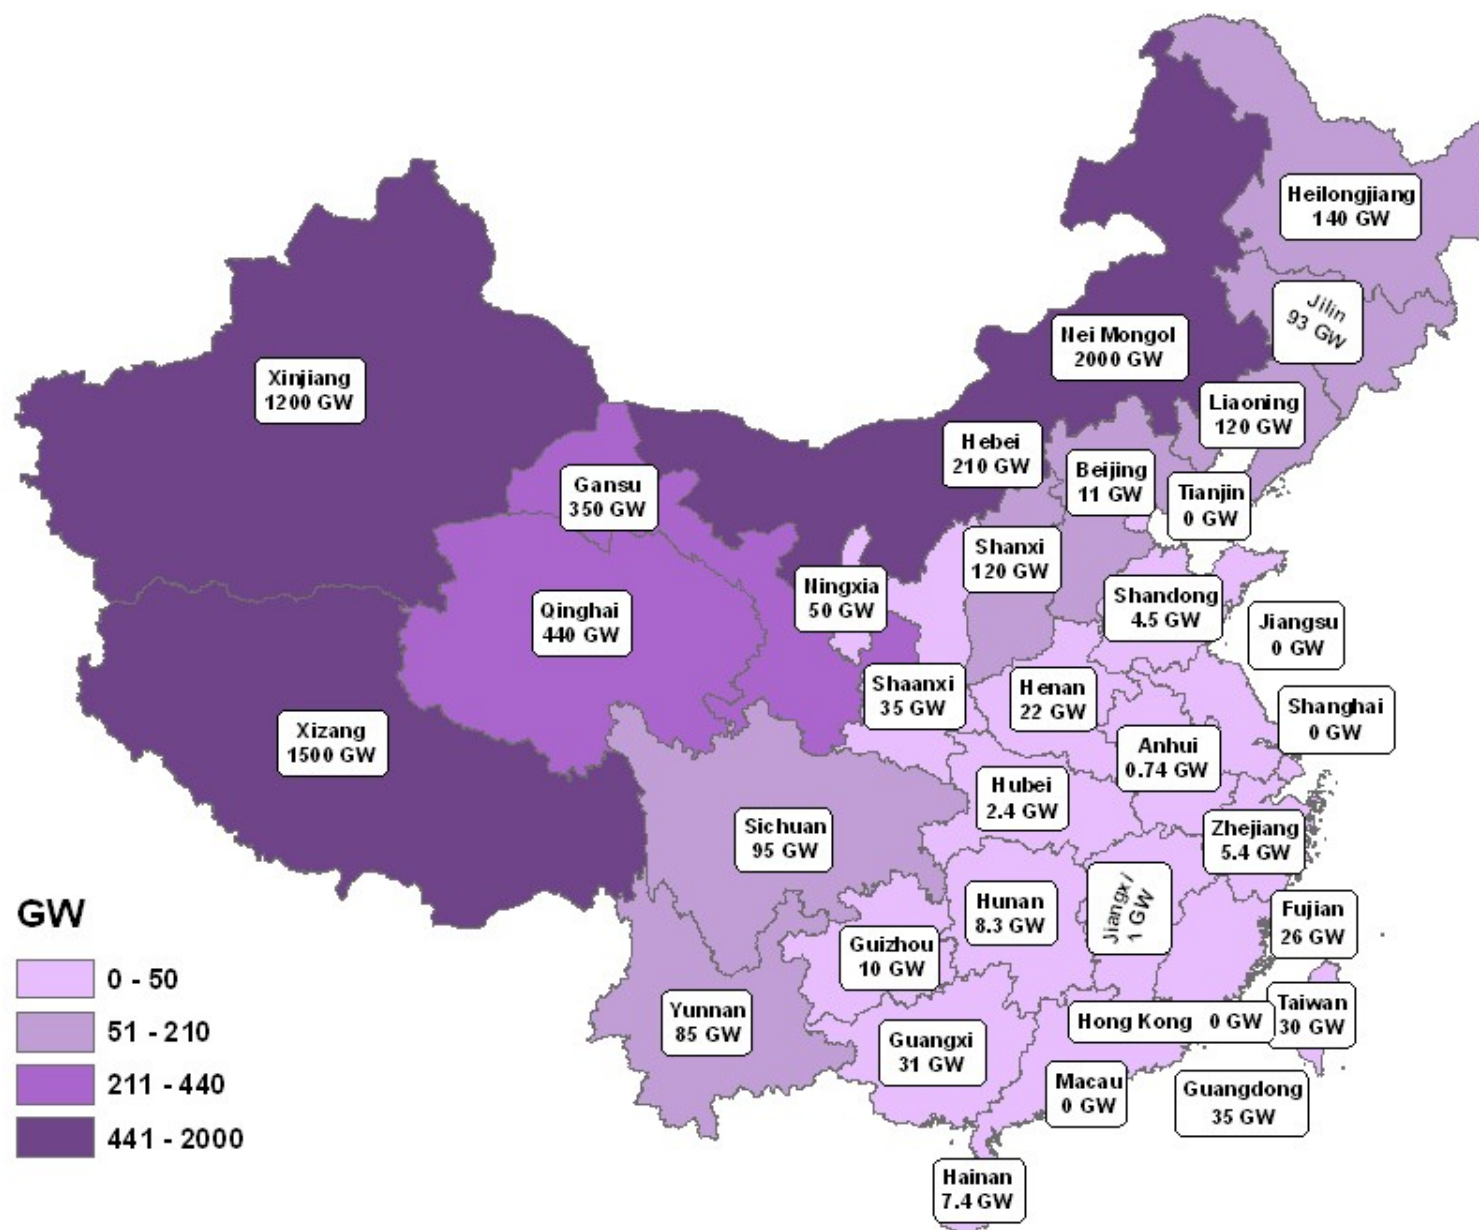 Heilongjiang
140 GW
Jilin
93 GW
Nei Mongol
2000 GW
Xinjiang
1200 GW
Liaoning
120 GW
Hebei
210 GW
Beijing
11 GW
Gansu
350 GW
Tianjin
0 GW
Shanxi
120 GW
Ningxia
50 GW
Shandong
4.5 GW
Qinghai
440 GW
Jiangsu
0 GW
Shaanxi
35 GW
Henan
22 GW
Shanghai
0 GW
Xizang
1500 GW
Anhui
0.74 GW
Hubei
2.4 GW
Sichuan
95 GW
Zhejiang
5.4 GW
Hunan
8.3 GW
Jiangxi
1 GW
Fujian
26 GW
Guizhou
10 GW
Yunnan
85 GW
Guangxi
31 GW
Hong Kong 0 GW
Taiwan
30 GW
Macau
0 GW
Guangdong
35 GW
Hainan
7.4 GW
GW
0 - 50
51 - 210
211 - 440
441 - 2000